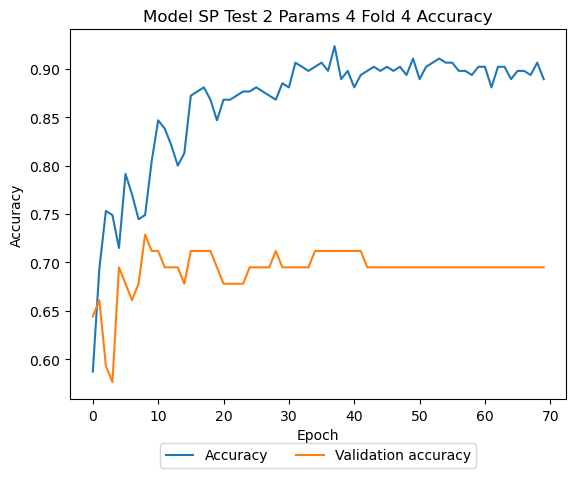 Model SP Test 2 Params 4 Fold 4 Accuracy
Accuracy
0.90
0.85
0.80
0.75
0.70
0.65
0.60
0 10 20 30 40 50 60 70
Epoch
Accuracy Validation accuracy